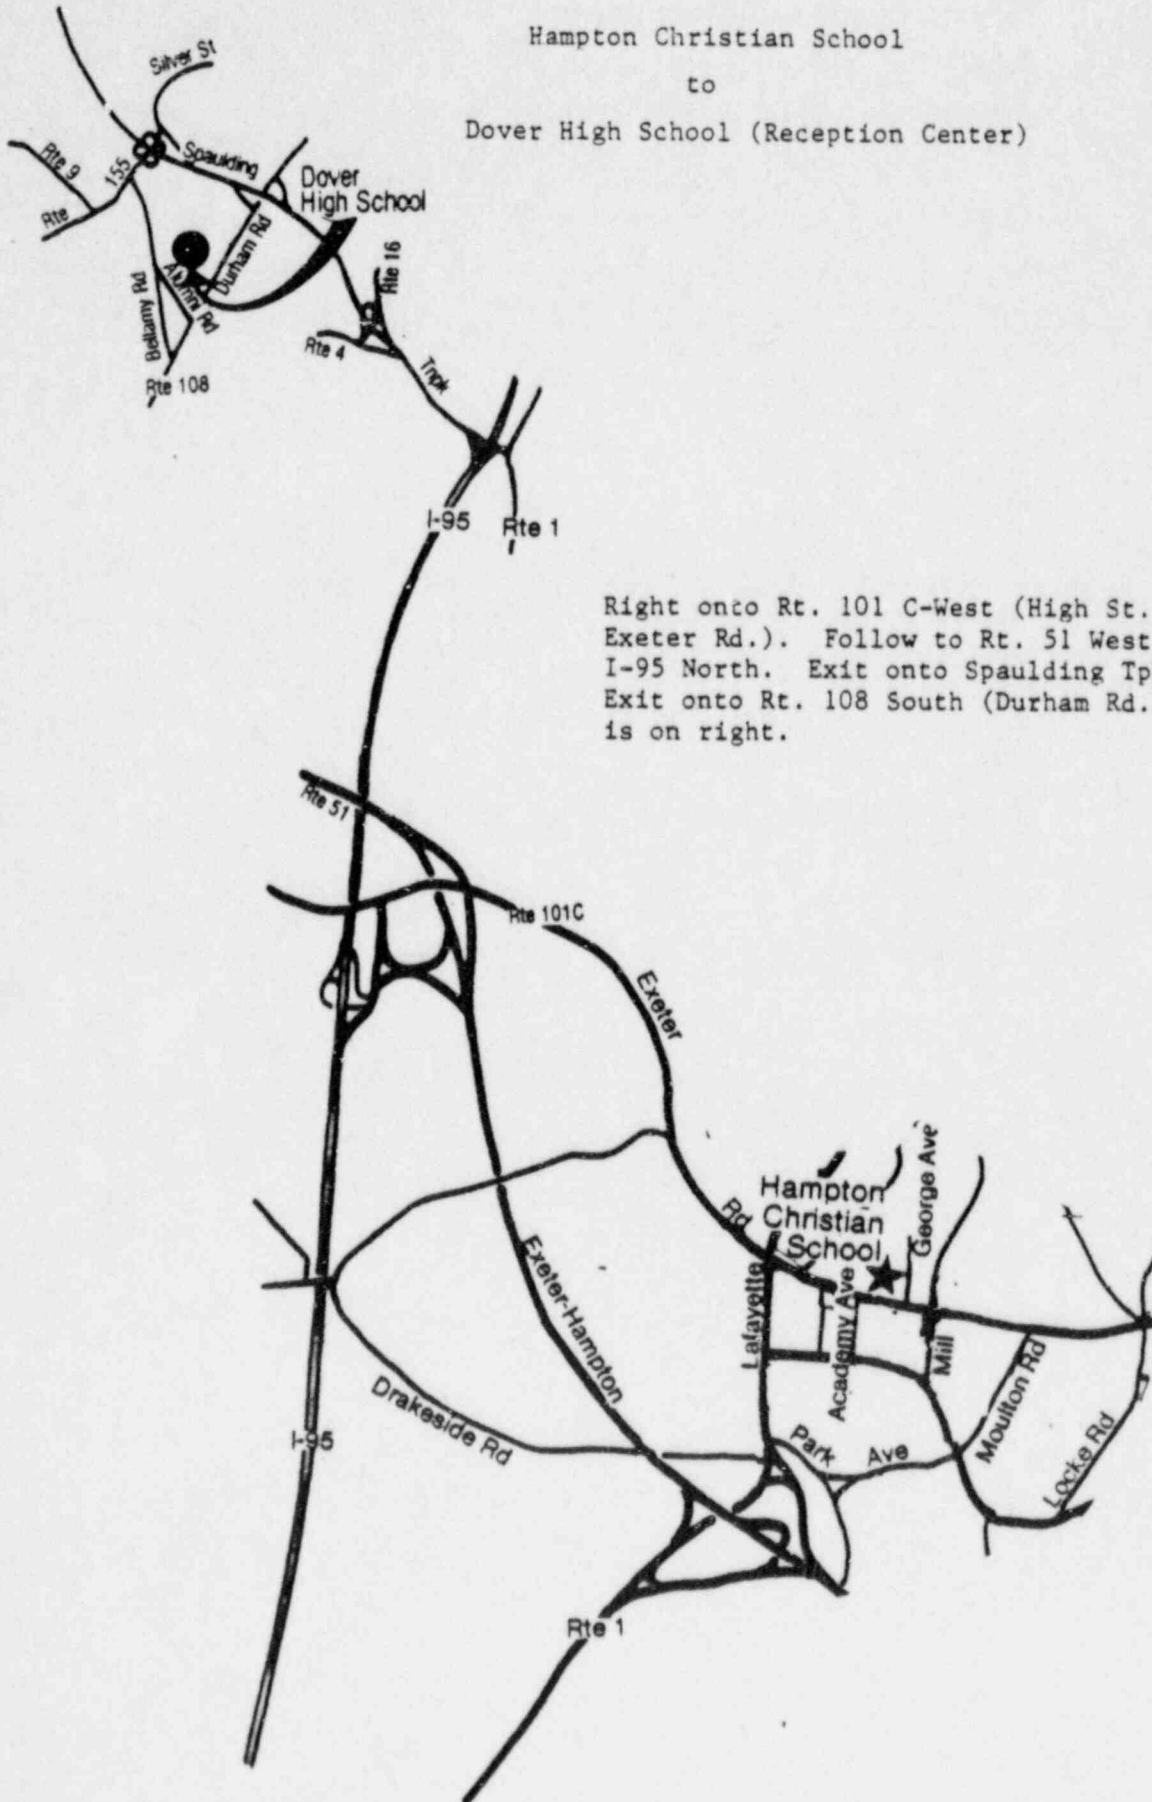 Hampton Christian School
to
Dover High School (Reception Center)
Silver St
Rte 9
155
Spaulding
Dover
High School
Rte
Durham Rd
Rte 16
Alumni Rd
Bellamy Rd
Rte 4
Tnpk
Rte 108
I-95
Rte 1
Right onto Rt. 101 C-West (High St.
Exeter Rd.). Follow to Rt. 51 West
I-95 North. Exit onto Spaulding Tp
Exit onto Rt. 108 South (Durham Rd.
is on right.
Rte 51
Rte 101C
Exeter
Rd
Hampton
Christian
School
George Ave
Lafayette
Academy Ave
Mill
Exeter-Hampton
Moulton Rd
Drakeside Rd
Park
Ave
Locke Rd
I-95
Rte 1